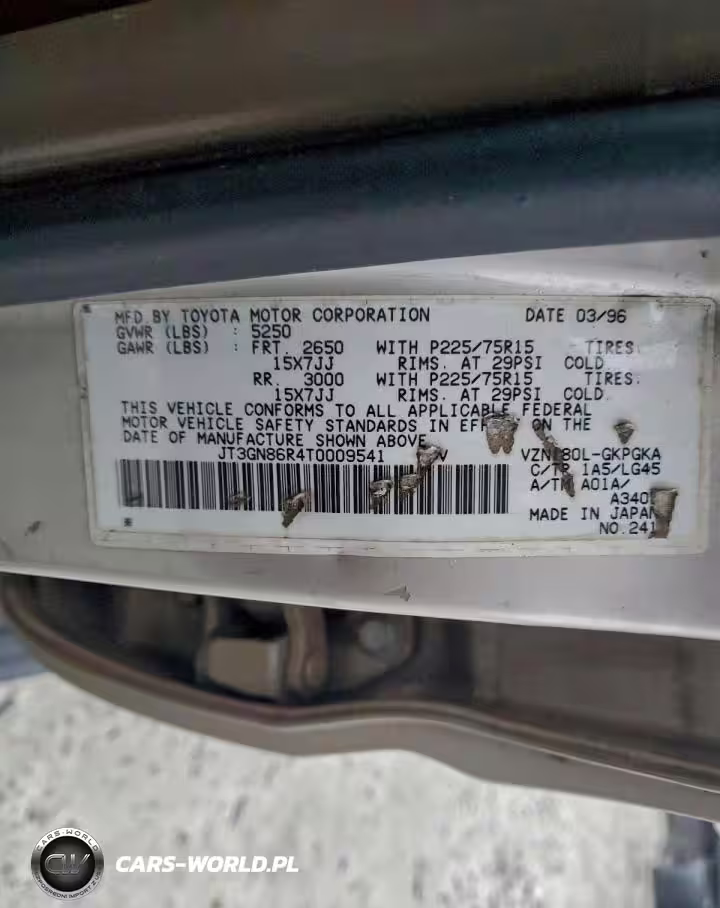 MFD BY TOYOTA MOTOR CORPORATION DATE 03/96
GVWR (LBS) : 5250
GAWR (LBS) : FRT. 2650 WITH P225/75R15 TIRES.
15X7JJ RIMS. AT 29PSI COLD.
RR. 3000 WITH P225/75R15 TIRES.
15X7JJ RIMS. AT 29PSI COLD.
THIS VEHICLE CONFORMS TO ALL APPLICABLE FEDERAL
MOTOR VEHICLE SAFETY STANDARDS IN ON THE
DATE OF MANUFACTURE SHOWN ABOVE.
JT3GN86R4T0009541 VZN180L-GKPGKA
C/TR 1A5/LG45
A/TM A01A/
A340
MADE IN JAPAN
NO.241
CARS-WORLD
CW
CARS-WORLD.PL